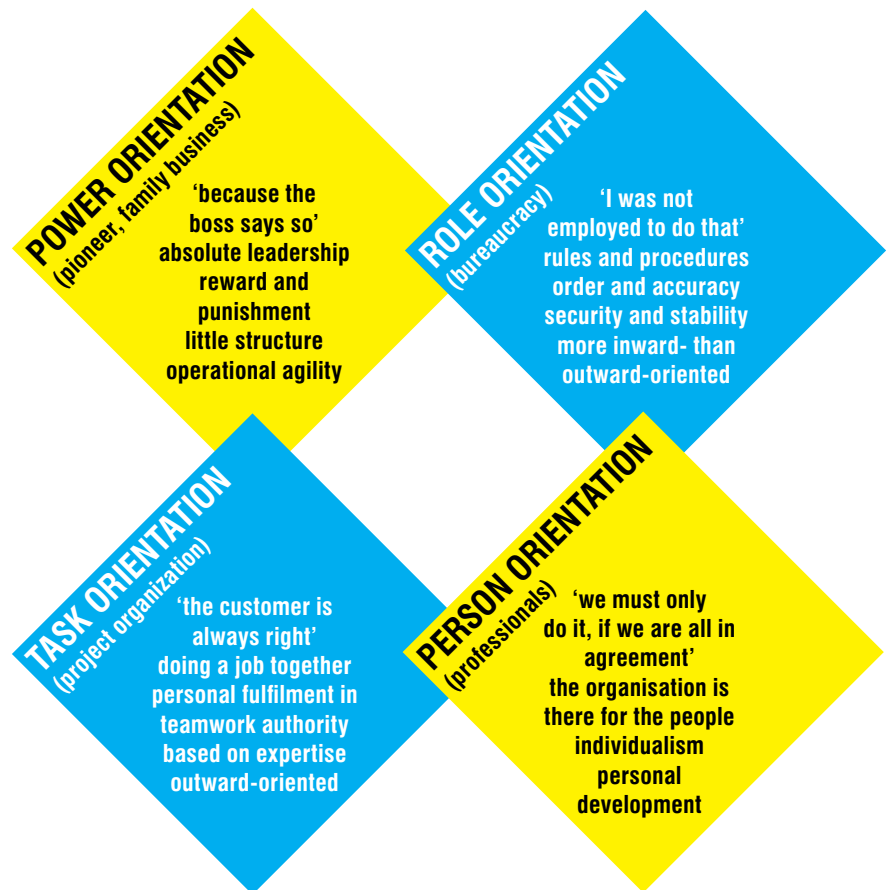 POWER ORIENTATION
(pioneer, family business)
‘because the
boss says so’
absolute leadership
reward and
punishment
little structure
operational agility
ROLE ORIENTATION
(bureaucracy)
‘I was not
employed to do that’
rules and procedures
order and accuracy
security and stability
more inward- than
outward-oriented
TASK ORIENTATION
(project organization)
‘the customer is
always right’
doing a job together
personal fulfilment in
teamwork authority
based on expertise
outward-oriented
PERSON ORIENTATION
(professionals)
‘we must only
do it, if we are all in
agreement’
the organisation is
there for the people
individualism
personal
development